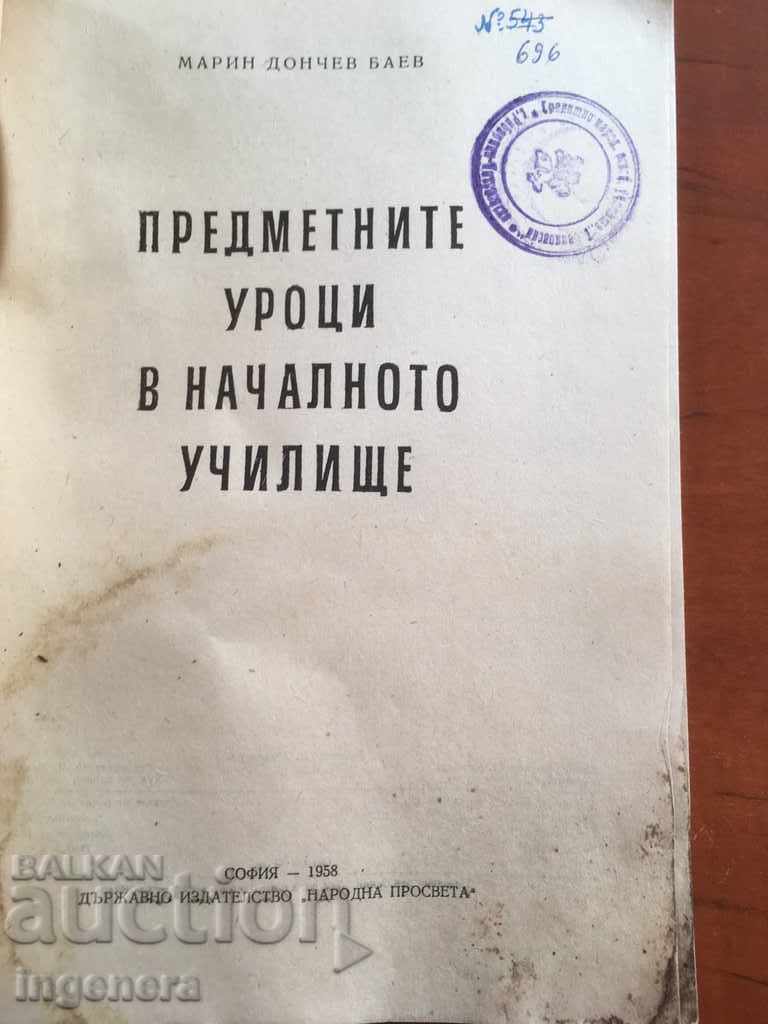 № 543
696
МАРИН ДОНЧЕВ БАЕВ
ПРЕДМЕТНИТЕ
УРОЦИ
В НАЧАЛНОТО
УЧИЛИЩЕ
СОФИЯ — 1958
ДЪРЖАВНО ИЗДАТЕЛСТВО „НАРОДНА ПРОСВЕТА“
BALKAN
auction
ingenera